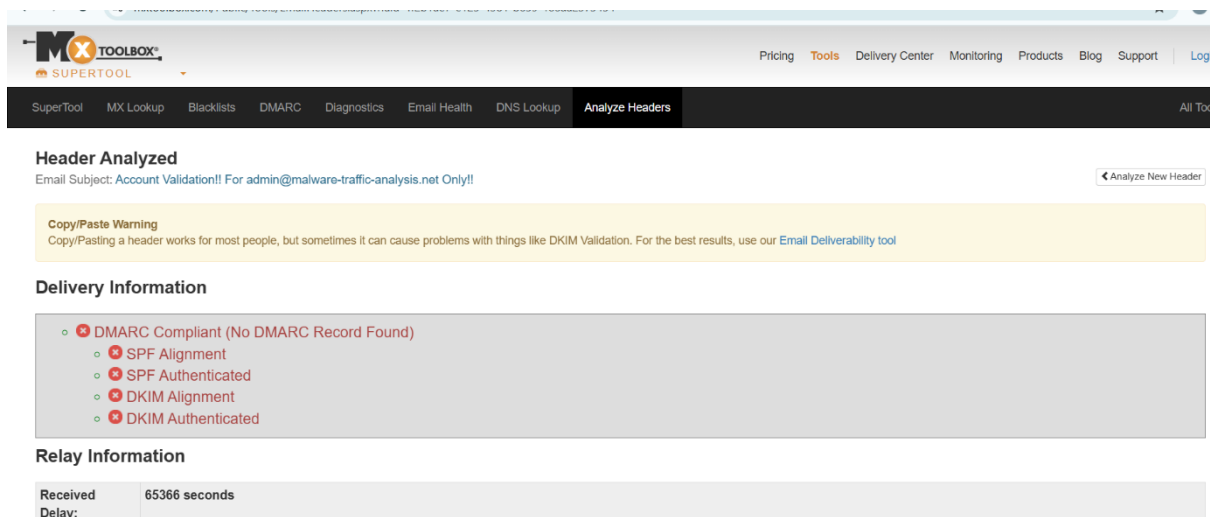 MX TOOLBOX®
SUPERTOOL
Pricing Tools Delivery Center Monitoring Products Blog Support
SuperTool MX Lookup Blacklists DMARC Diagnostics Email Health DNS Lookup Analyze Headers All
Header Analyzed
Email Subject: Account Validation!! For admin@malware-traffic-analysis.net Only!!
Analyze New Header
Copy/Paste Warning
Copy/Pasting a header works for most people, but sometimes it can cause problems with things like DKIM Validation. For the best results, use our Email Deliverability tool
Delivery Information
DMARC Compliant (No DMARC Record Found)
SPF Alignment
SPF Authenticated
DKIM Alignment
DKIM Authenticated
Relay Information
Received 65366 seconds
Delay: